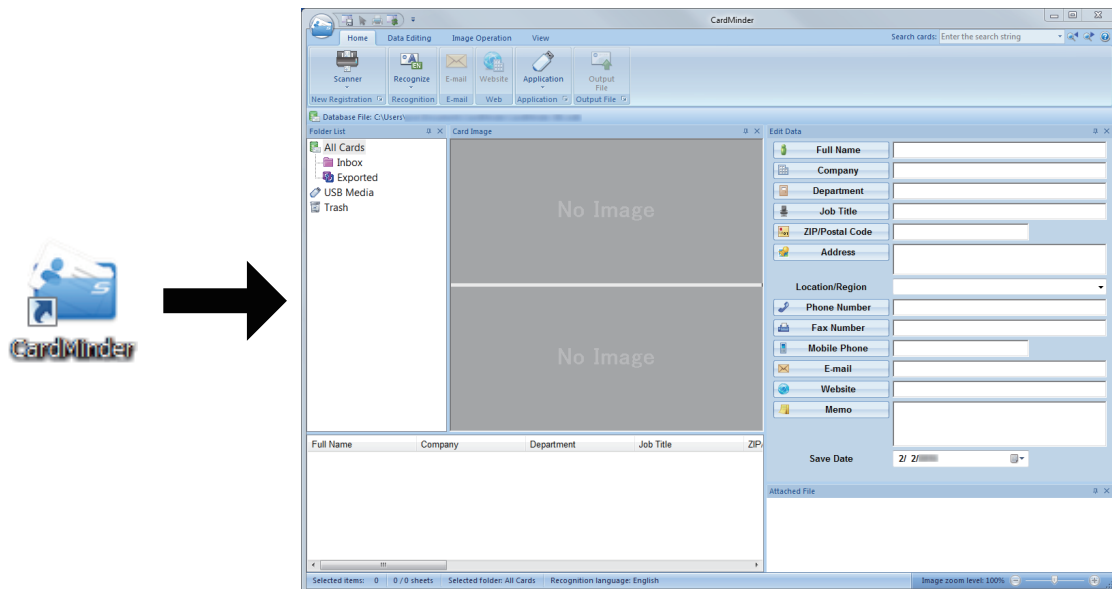 CardMinder
CardMinder
Home Data Editing Image Operation View
Search cards: Enter the search string
Scanner
Recognize
E-mail
Website
Application
Output
File
New Registration Recognition E-mail Web Application Output File
Database File: C:\Users\
Folder List
Card Image
Edit Data
All Cards
Inbox
Exported
USB Media
Trash
No Image
No Image
Full Name
Company
Department
Job Title
ZIP/Postal Code
Address
Location/Region
Phone Number
Fax Number
Mobile Phone
E-mail
Website
Memo
Save Date 2/ 2/
Full Name Company Department Job Title ZIP/
Attached File
Selected items: 0 0 / 0 sheets Selected folder: All Cards Recognition language: English Image zoom level: 100%